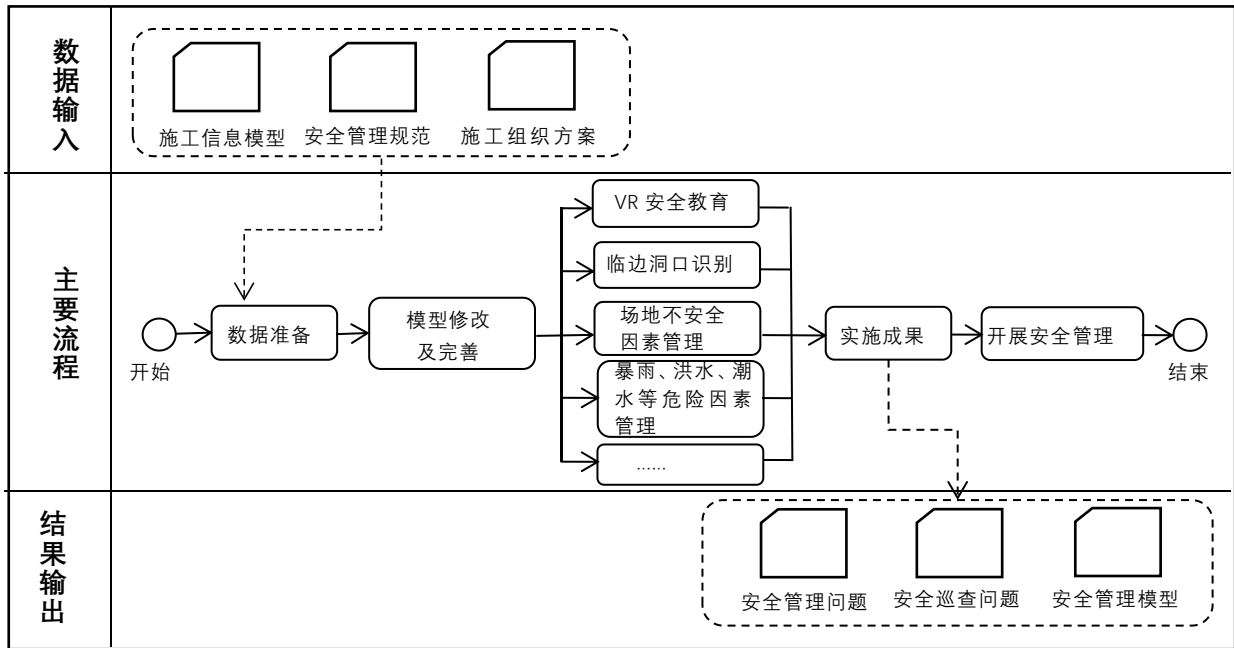 数据输入
施工信息模型
安全管理规范
施工组织方案
主要流程
开始
数据准备
模型修改
及完善
VR 安全教育
临边洞口识别
场地不安全
因素管理
暴雨、洪水、潮
水等危险因素
管理
……
实施成果
开展安全管理
结束
结果输出
安全管理问题
安全巡查问题
安全管理模型